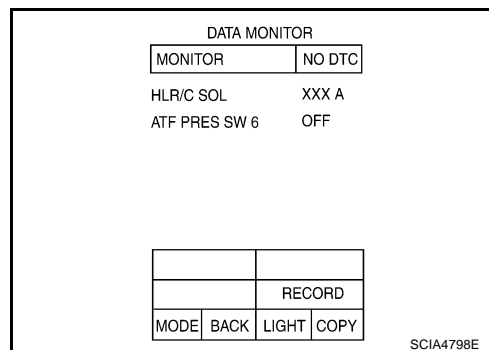 DATA MONITOR
MONITOR NO DTC
HLR/C SOL XXX A
ATF PRES SW 6 OFF
RECORD
MODE BACK LIGHT COPY
SCIA4798E